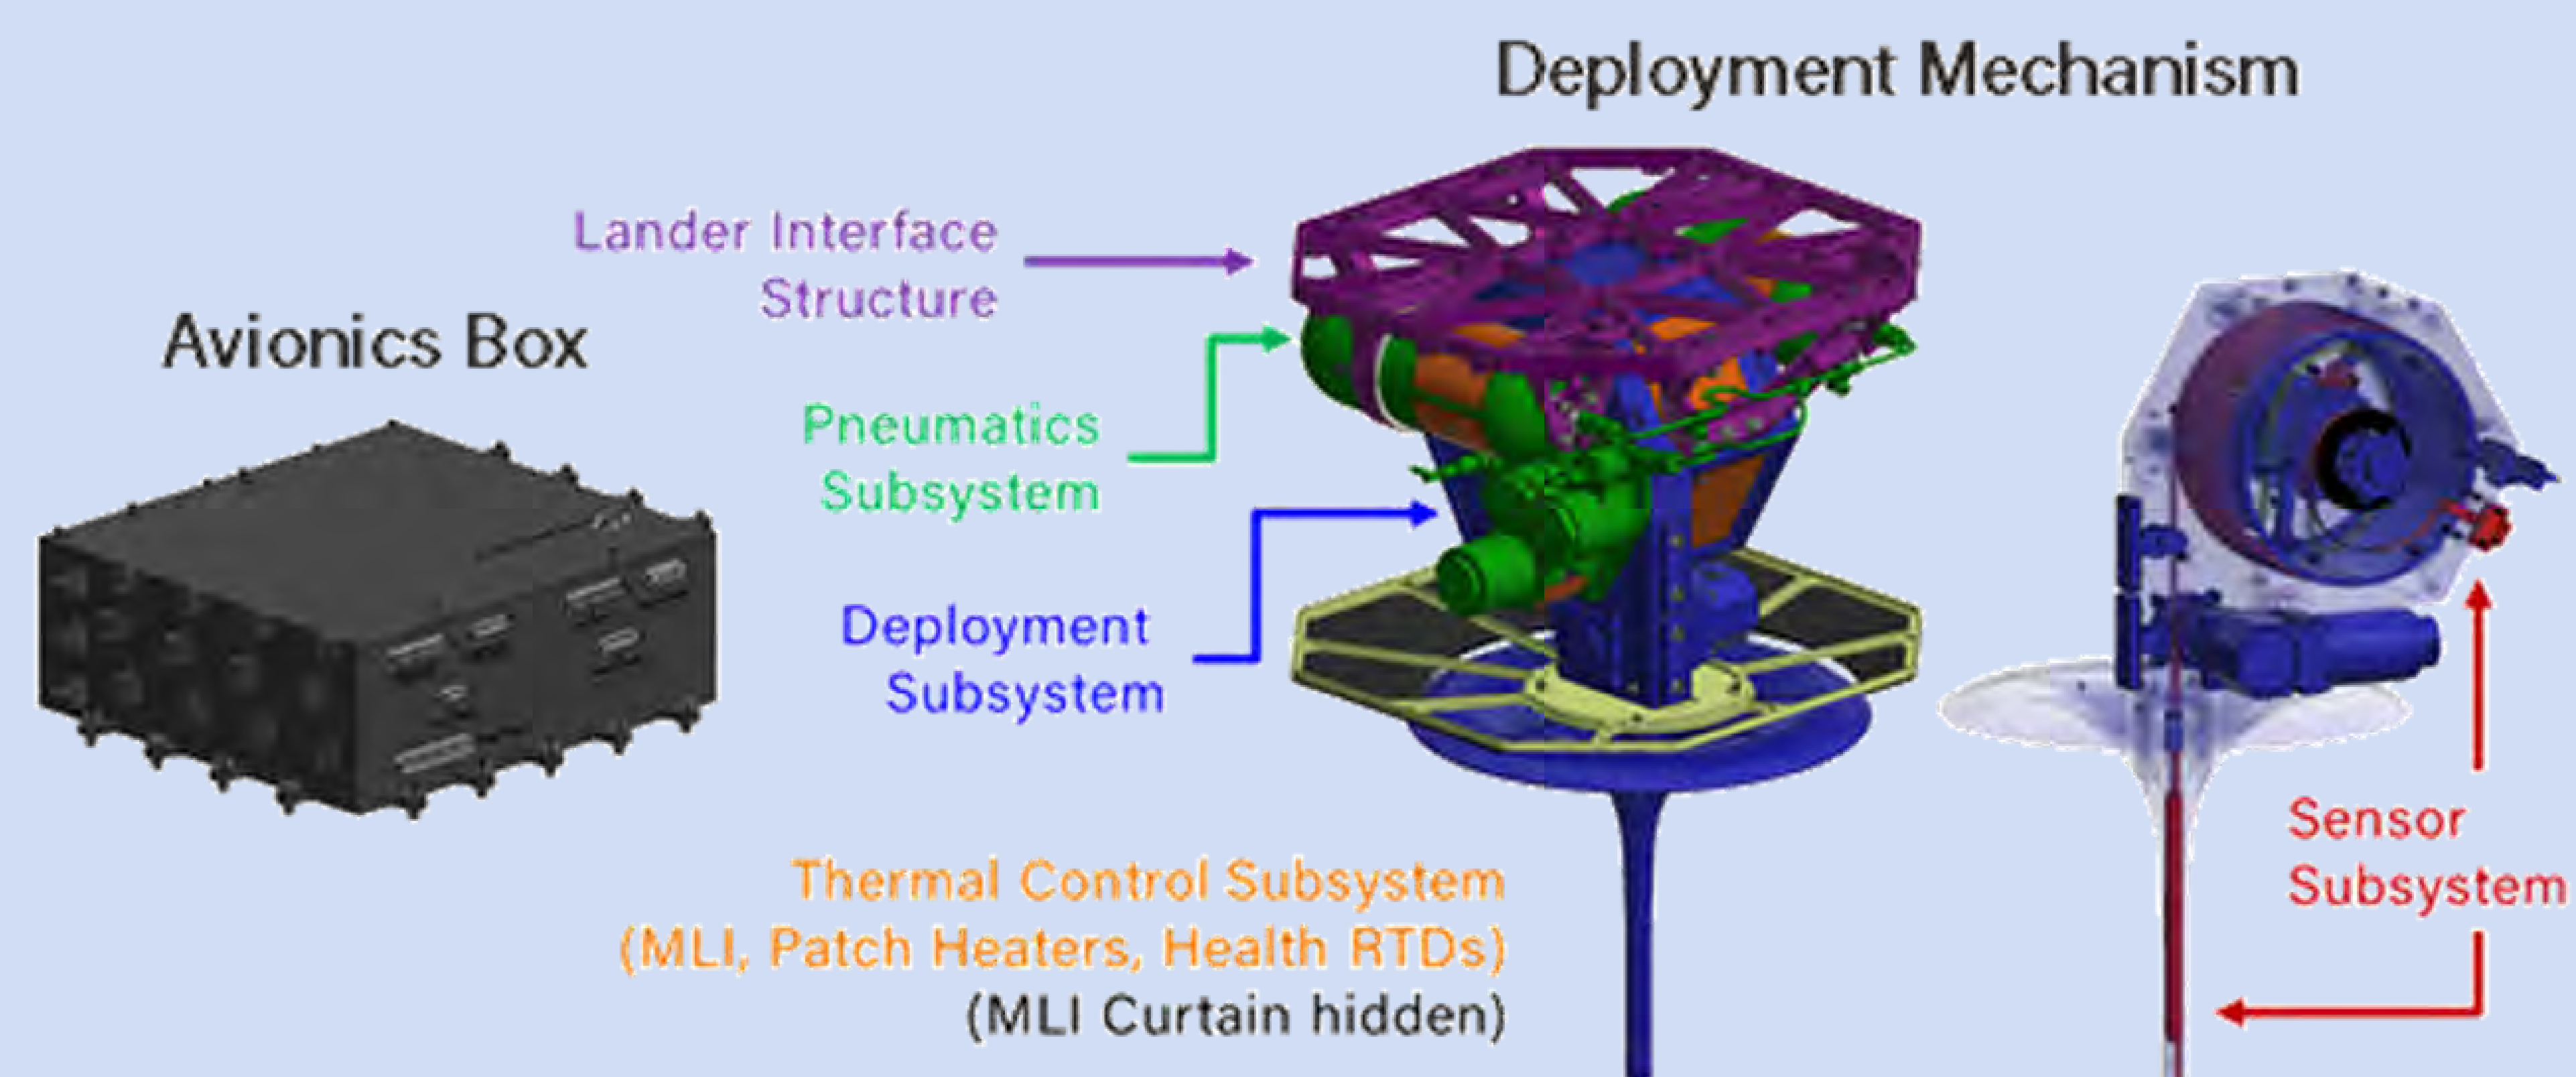 Deployment Mechanism
Lander Interface
Structure
Avionics Box
Pneumatics
Subsystem
Deployment
Subsystem
Sensor
Subsystem
Thermal Control Subsystem
(MLI, Patch Heaters, Health RTDs)
(MLI Curtain hidden)